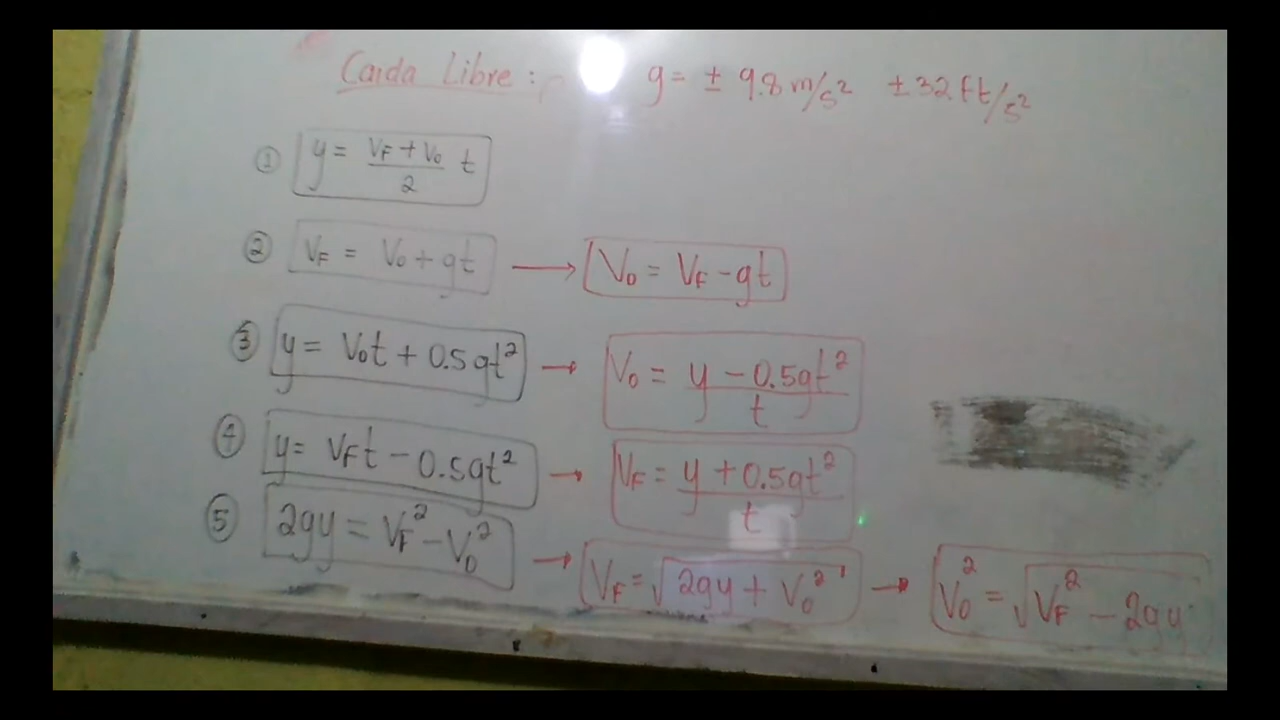 Caida Libre: g = ± 9.8 m/s² ± 32 ft/s²
① y = (VF + V0)/2 t
② VF = V0 + gt → V0 = VF - gt
③ y = V0t + 0.5gt² → V0 = (y - 0.5gt²)/t
④ y = VFt - 0.5gt² → VF = (y + 0.5gt²)/t
⑤ 2gy = VF² - V0² → VF = √(2gy + V0²) → V0² = √(VF² - 2gy)